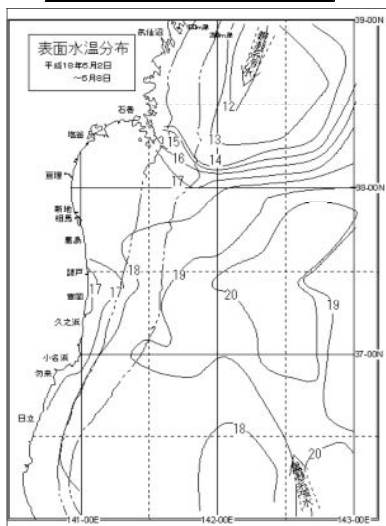 39-00N
気仙沼
表面水温分布
平成18年5月2日
～5月8日
12
石巻
塩釜
13
15
16
14
17
亘理
38-00N
新地
相馬
鹿島
18
19
請戸
17
17
20
19
富岡
久之浜
37-00N
小名浜
勿来
日立
18
20
141-00E
142-00E
143-00E